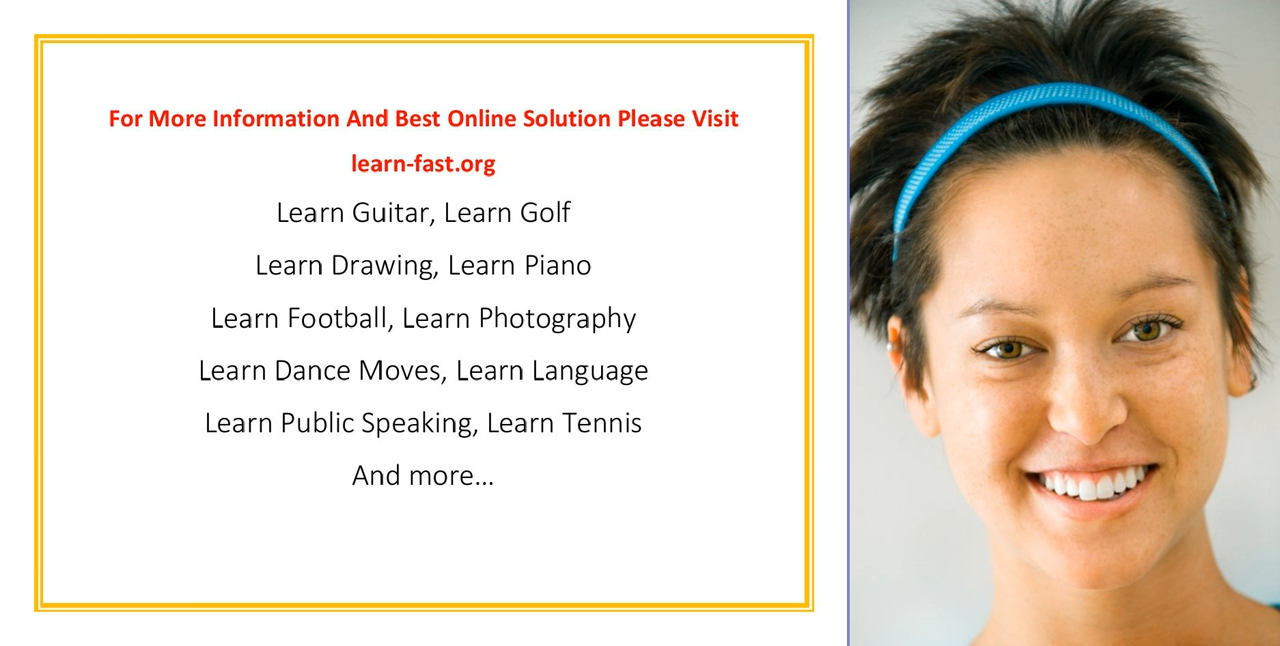 For More Information And Best Online Solution Please Visit
learn-fast.org
Learn Guitar, Learn Golf
Learn Drawing, Learn Piano
Learn Football, Learn Photography
Learn Dance Moves, Learn Language
Learn Public Speaking, Learn Tennis
And more...